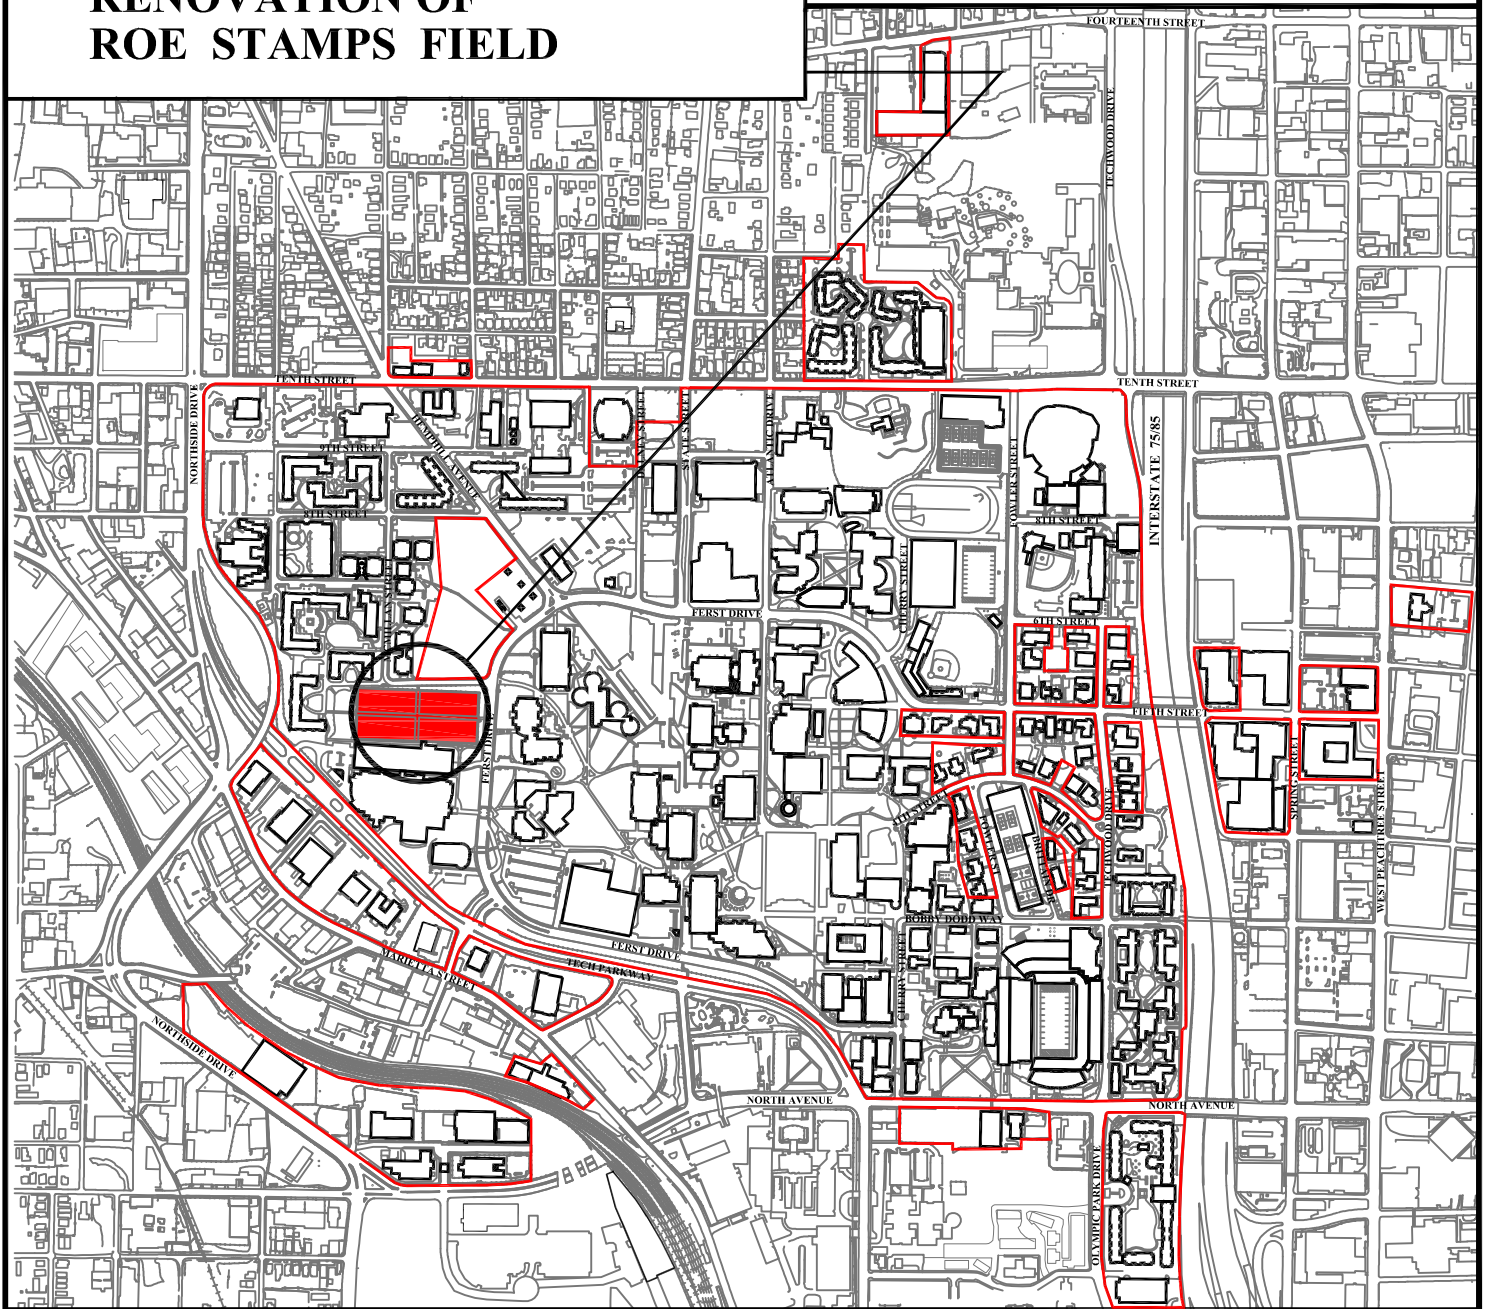 RENOVATION OF
ROE STAMPS FIELD
FOURTEENTH STREET
TECHWOOD DRIVE
TENTH STREET
TENTH STREET
NORTHSIDE DRIVE
HEMPHILL AVENUE
STATE STREET
ATLANTIC DRIVE
INTERSTATE 75/85
9TH STREET
8TH STREET
FOWLER STREET
8TH STREET
CHERRY STREET
FERST DRIVE
6TH STREET
FIFTH STREET
FERST DRIVE
SPRING STREET
WEST PEACHTREE STREET
TECHWOOD DRIVE
BOBBY DODD WAY
CHERRY STREET
FERST DRIVE
TECH PARKWAY
MARIETTA STREET
NORTHSIDE DRIVE
NORTH AVENUE
NORTH AVENUE
OLYMPIC PARK DRIVE